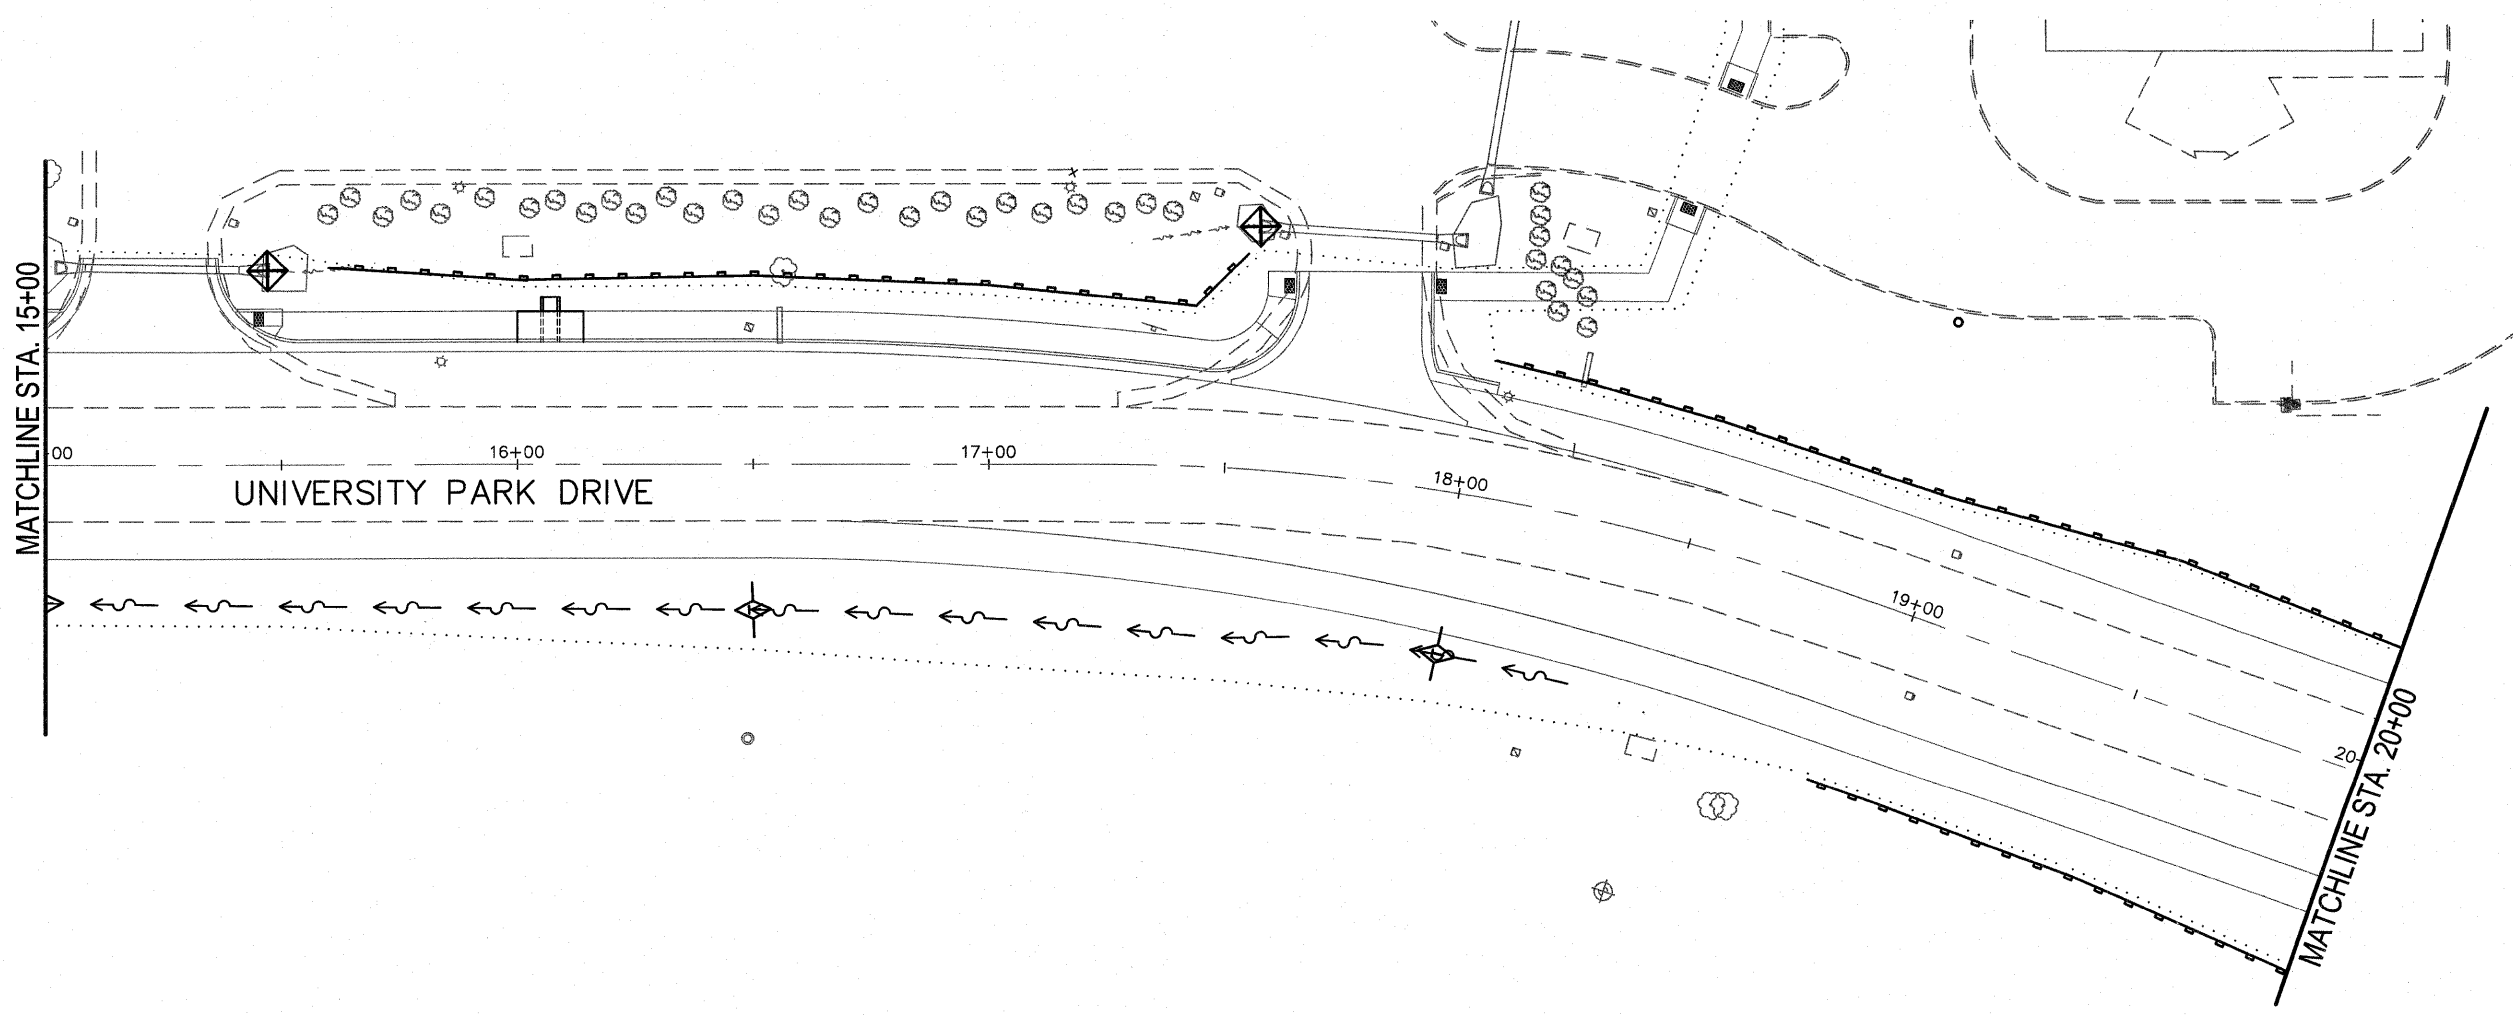 MATCHLINE STA. 15+00
00
16+00
17+00
18+00
19+00
20
UNIVERSITY PARK DRIVE
MATCHLINE STA. 20+00